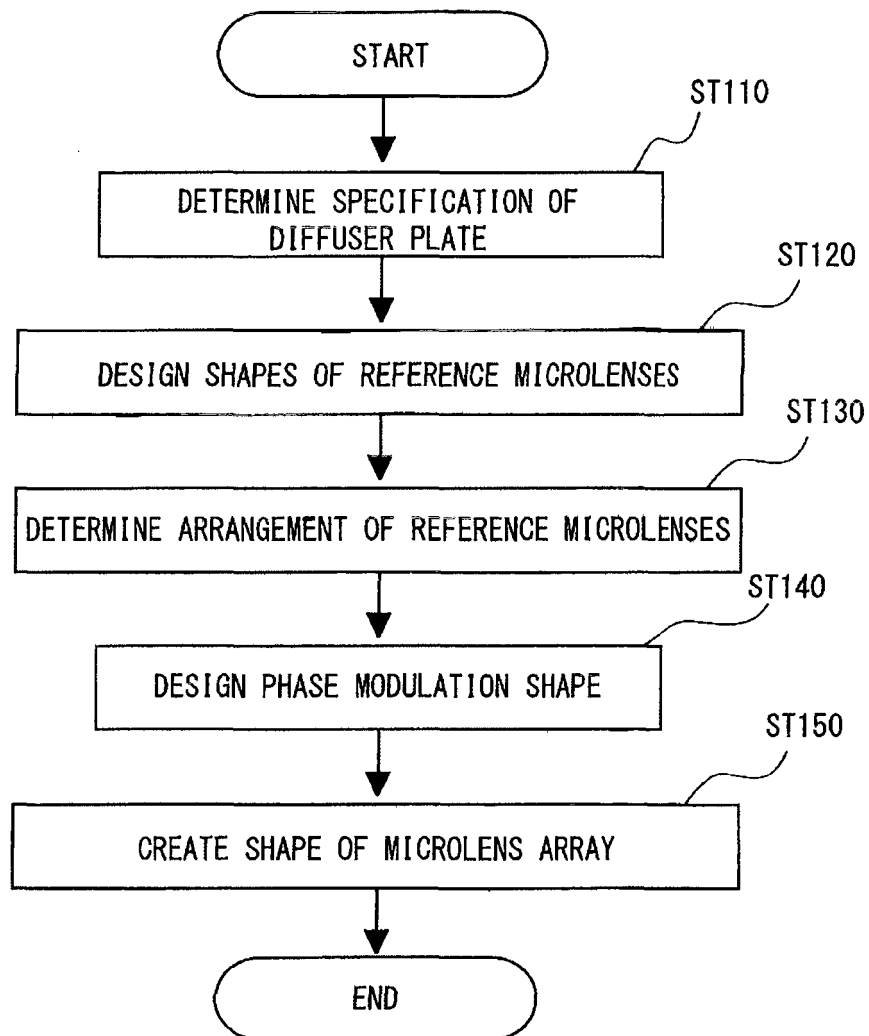 START
ST110
DETERMINE SPECIFICATION OF
DIFFUSER PLATE
ST120
DESIGN SHAPES OF REFERENCE MICROLENSES
ST130
DETERMINE ARRANGEMENT OF REFERENCE MICROLENSES
ST140
DESIGN PHASE MODULATION SHAPE
ST150
CREATE SHAPE OF MICROLENS ARRAY
END